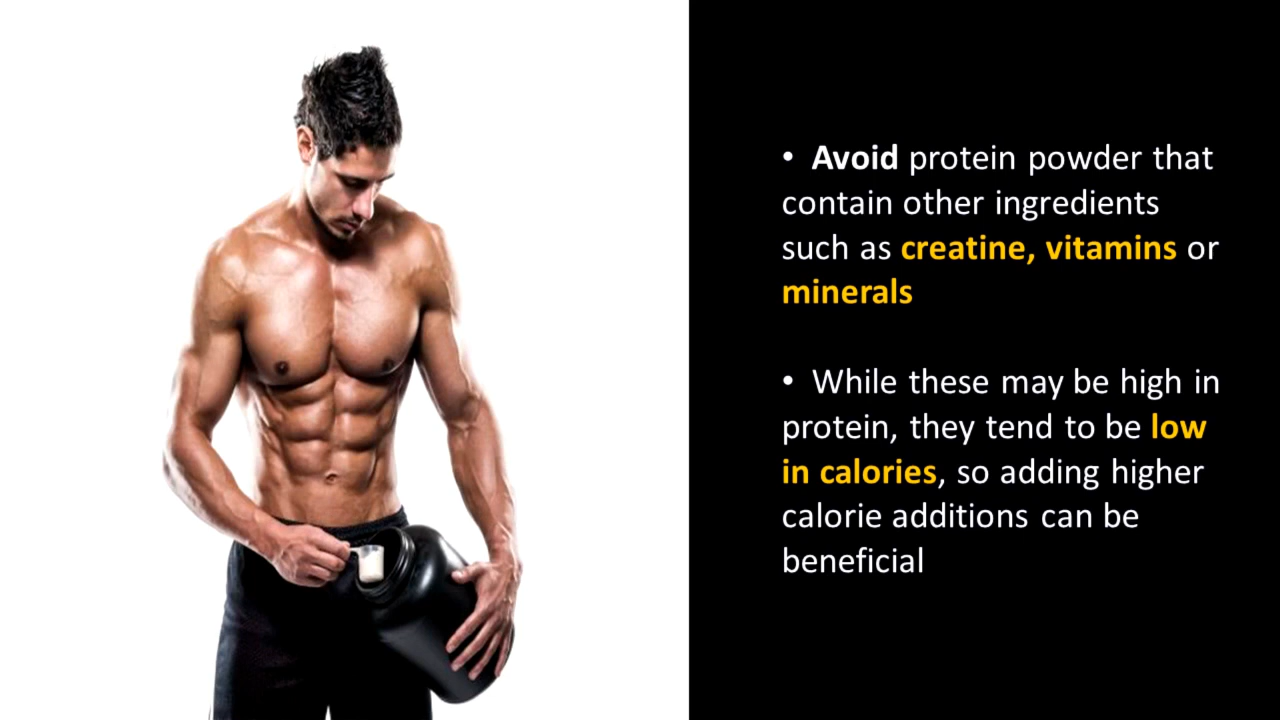 • Avoid protein powder that
contain other ingredients
such as creatine, vitamins or
minerals
• While these may be high in
protein, they tend to be low
in calories, so adding higher
calorie additions can be
beneficial